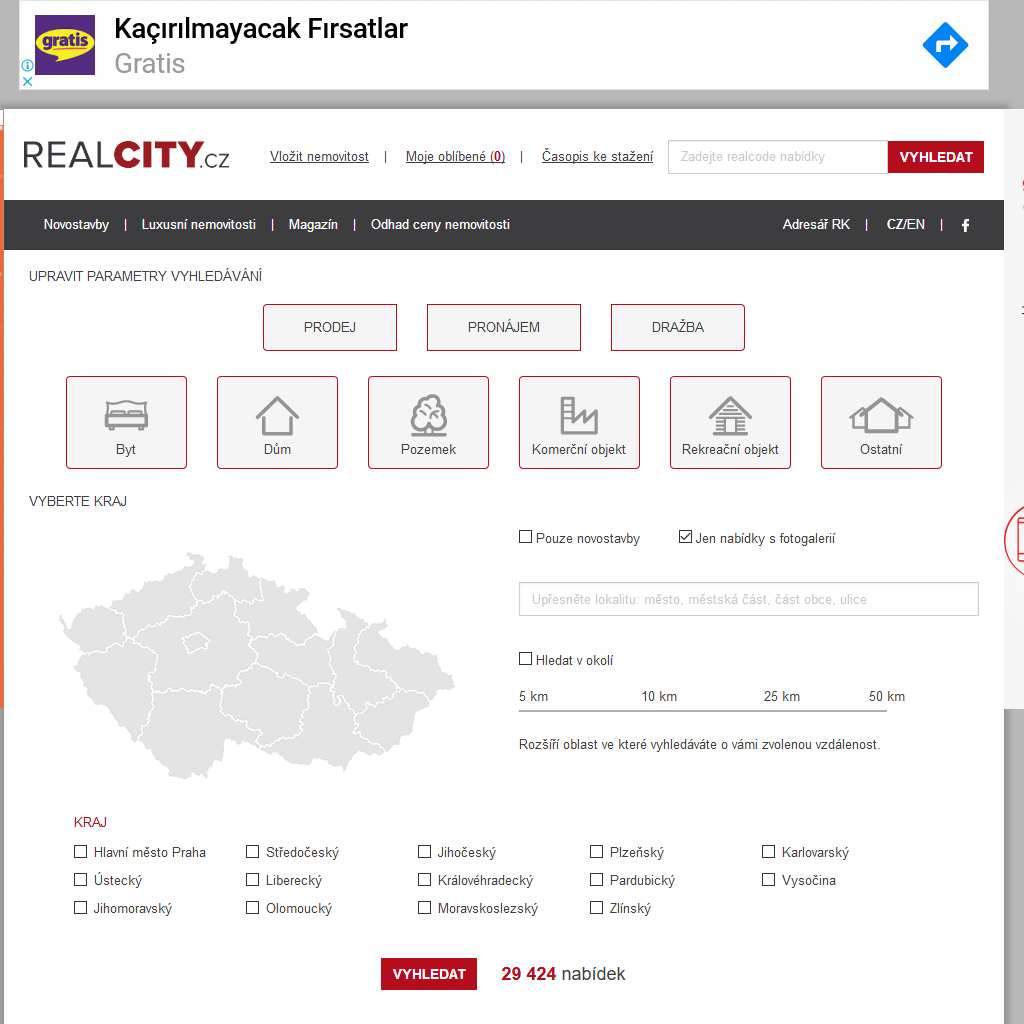 gratis
Kaçırılmayacak Fırsatlar
Gratis
REALCITY.CZ
Vložit nemovitost | Moje oblíbené (0) | Časopis ke stažení
Zadejte realcode nabídky
VYHLEDAT
Novostavby | Luxusní nemovitosti | Magazín | Odhad ceny nemovitosti
Adresář RK | CZ/EN |
UPRAVIT PARAMETRY VYHLEDÁVÁNÍ
PRODEJ
PRONÁJEM
DRAŽBA
Byt
Dům
Pozemek
Komerční objekt
Rekreační objekt
Ostatní
VYBERTE KRAJ
Pouze novostavby
Jen nabídky s fotogalerií
Upřesněte lokalitu: město, městská část, část obce, ulice
Hledat v okolí
5 km 10 km 25 km 50 km
Rozšíří oblast ve které vyhledáváte o vámi zvolenou vzdálenost.
KRAJ
Hlavní město Praha Středočeský Jihočeský Plzeňský Karlovarský
Ústecký Liberecký Královéhradecký Pardubický Vysočina
Jihomoravský Olomoucký Moravskoslezský Zlínský
VYHLEDAT 29 424 nabídek